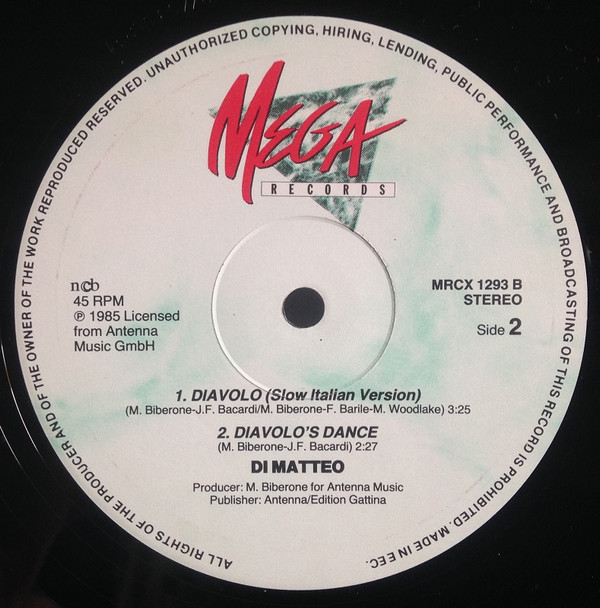 ALL RIGHTS OF THE PRODUCER AND OF THE OWNER OF THE WORK REPRODUCED RESERVED. UNAUTHORIZED COPYING, HIRING, LENDING, PUBLIC PERFORMANCE AND BROADCASTING OF THIS RECORD IS PROHIBITED. MADE IN EEC.
MEGA
RECORDS
ncb
45 RPM
℗ 1985 Licensed
from Antenna
Music GmbH
MRCX 1293 B
STEREO
Side 2
1. DIAVOLO (Slow Italian Version)
(M. Biberone-J.F. Bacardi/M. Biberone-F. Barile-M. Woodlake) 3:25
2. DIAVOLO'S DANCE
(M. Biberone-J.F. Bacardi) 2:27
DI MATTEO
Producer: M. Biberone for Antenna Music
Publisher: Antenna/Edition Gattina